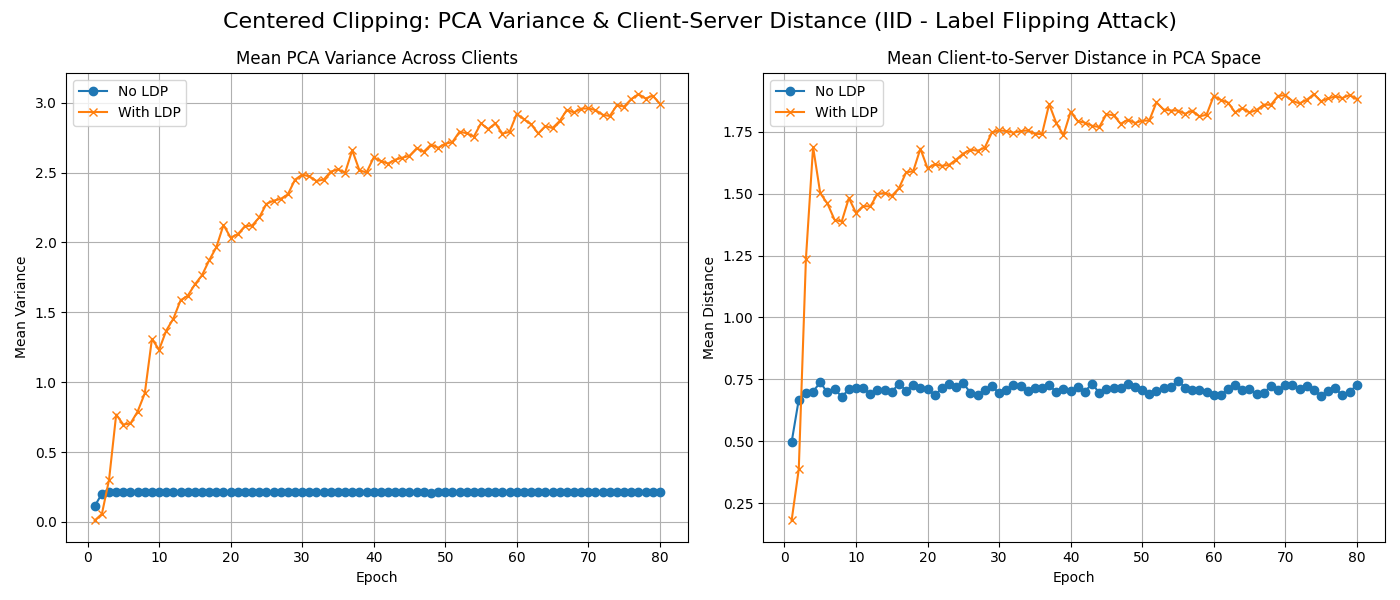 Centered Clipping: PCA Variance & Client-Server Distance (IID - Label Flipping Attack)
Mean PCA Variance Across Clients
No LDP
With LDP
Mean Variance
3.0
2.5
2.0
1.5
1.0
0.5
0.0
0 10 20 30 40 50 60 70 80
Epoch
Mean Client-to-Server Distance in PCA Space
No LDP
With LDP
Mean Distance
1.75
1.50
1.25
1.00
0.75
0.50
0.25
0 10 20 30 40 50 60 70 80
Epoch